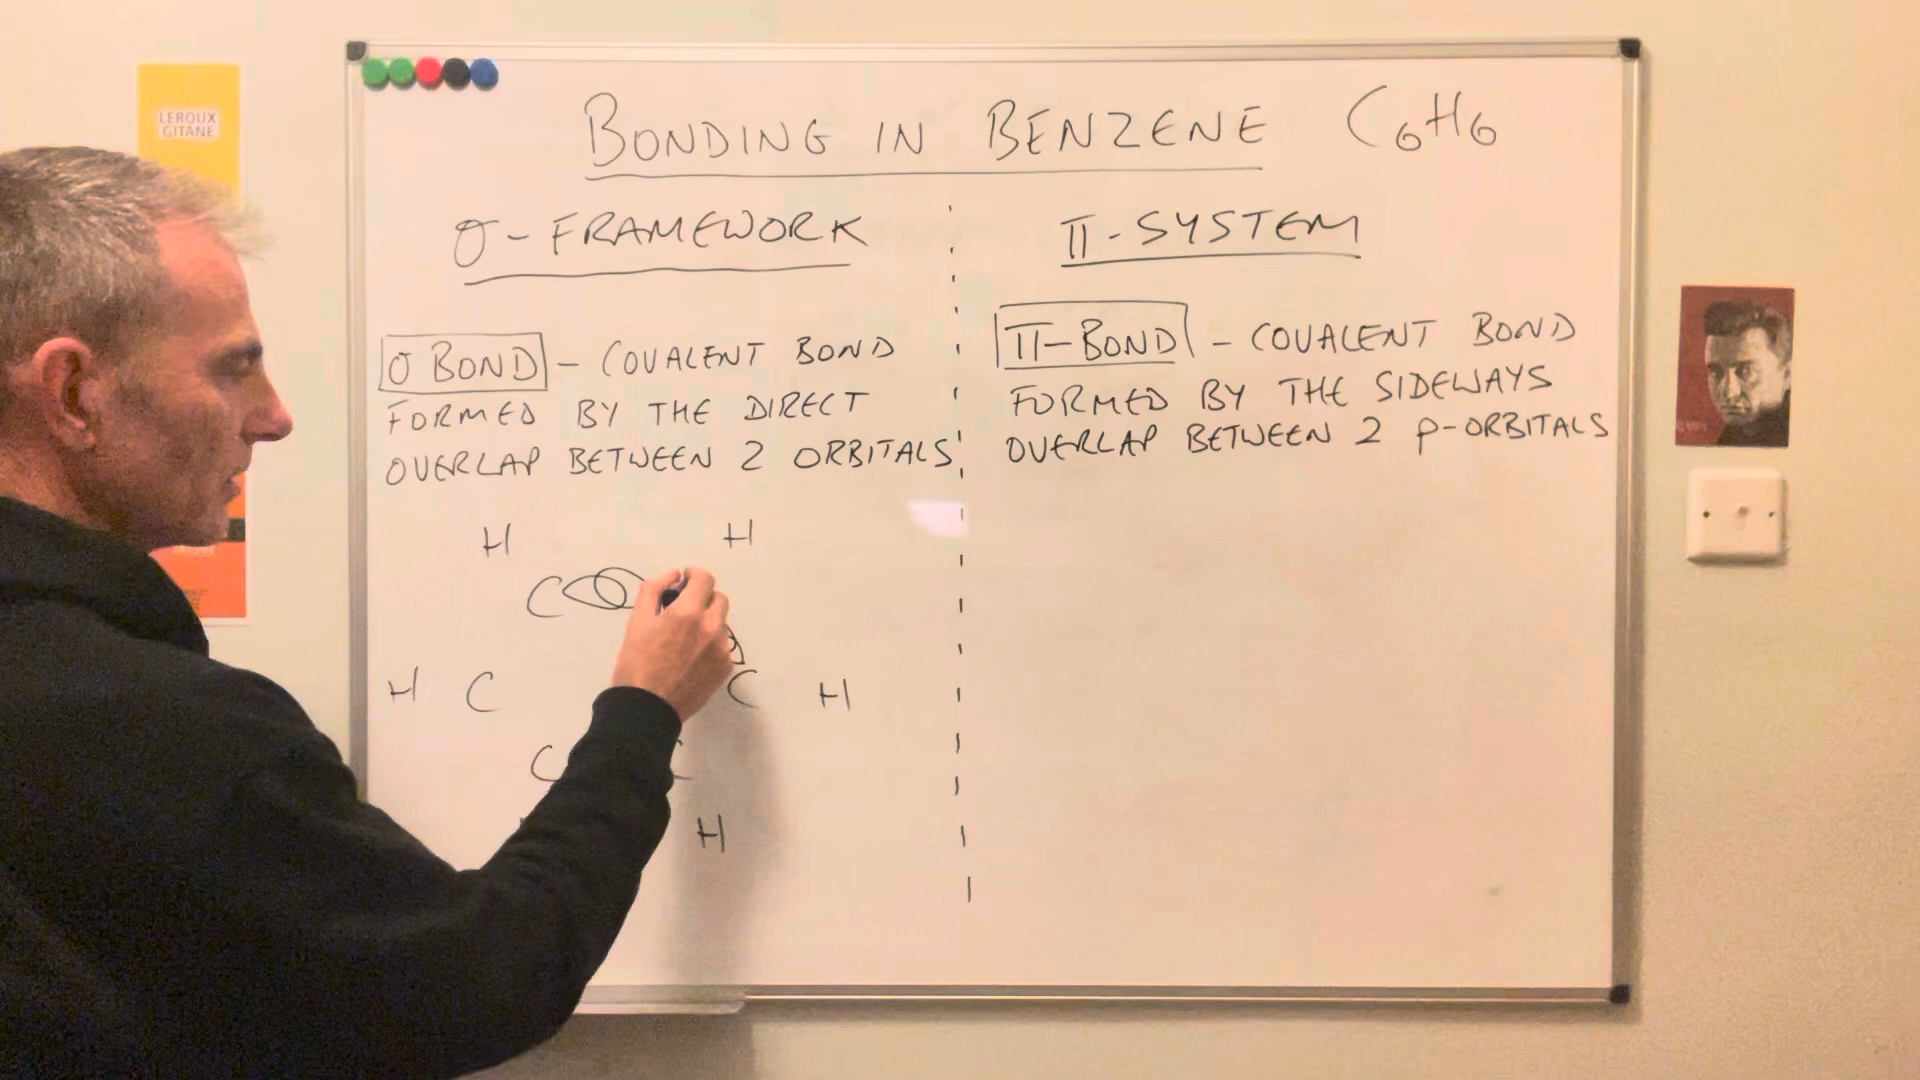 LEROUX
GITANE
BONDING IN BENZENE C6H6
σ-FRAMEWORK
σ BOND - COVALENT BOND
FORMED BY THE DIRECT
OVERLAP BETWEEN 2 ORBITALS
H H
C
H C C H
C C
H
π-SYSTEM
π-BOND - COVALENT BOND
FORMED BY THE SIDEWAYS
OVERLAP BETWEEN 2 p-ORBITALS